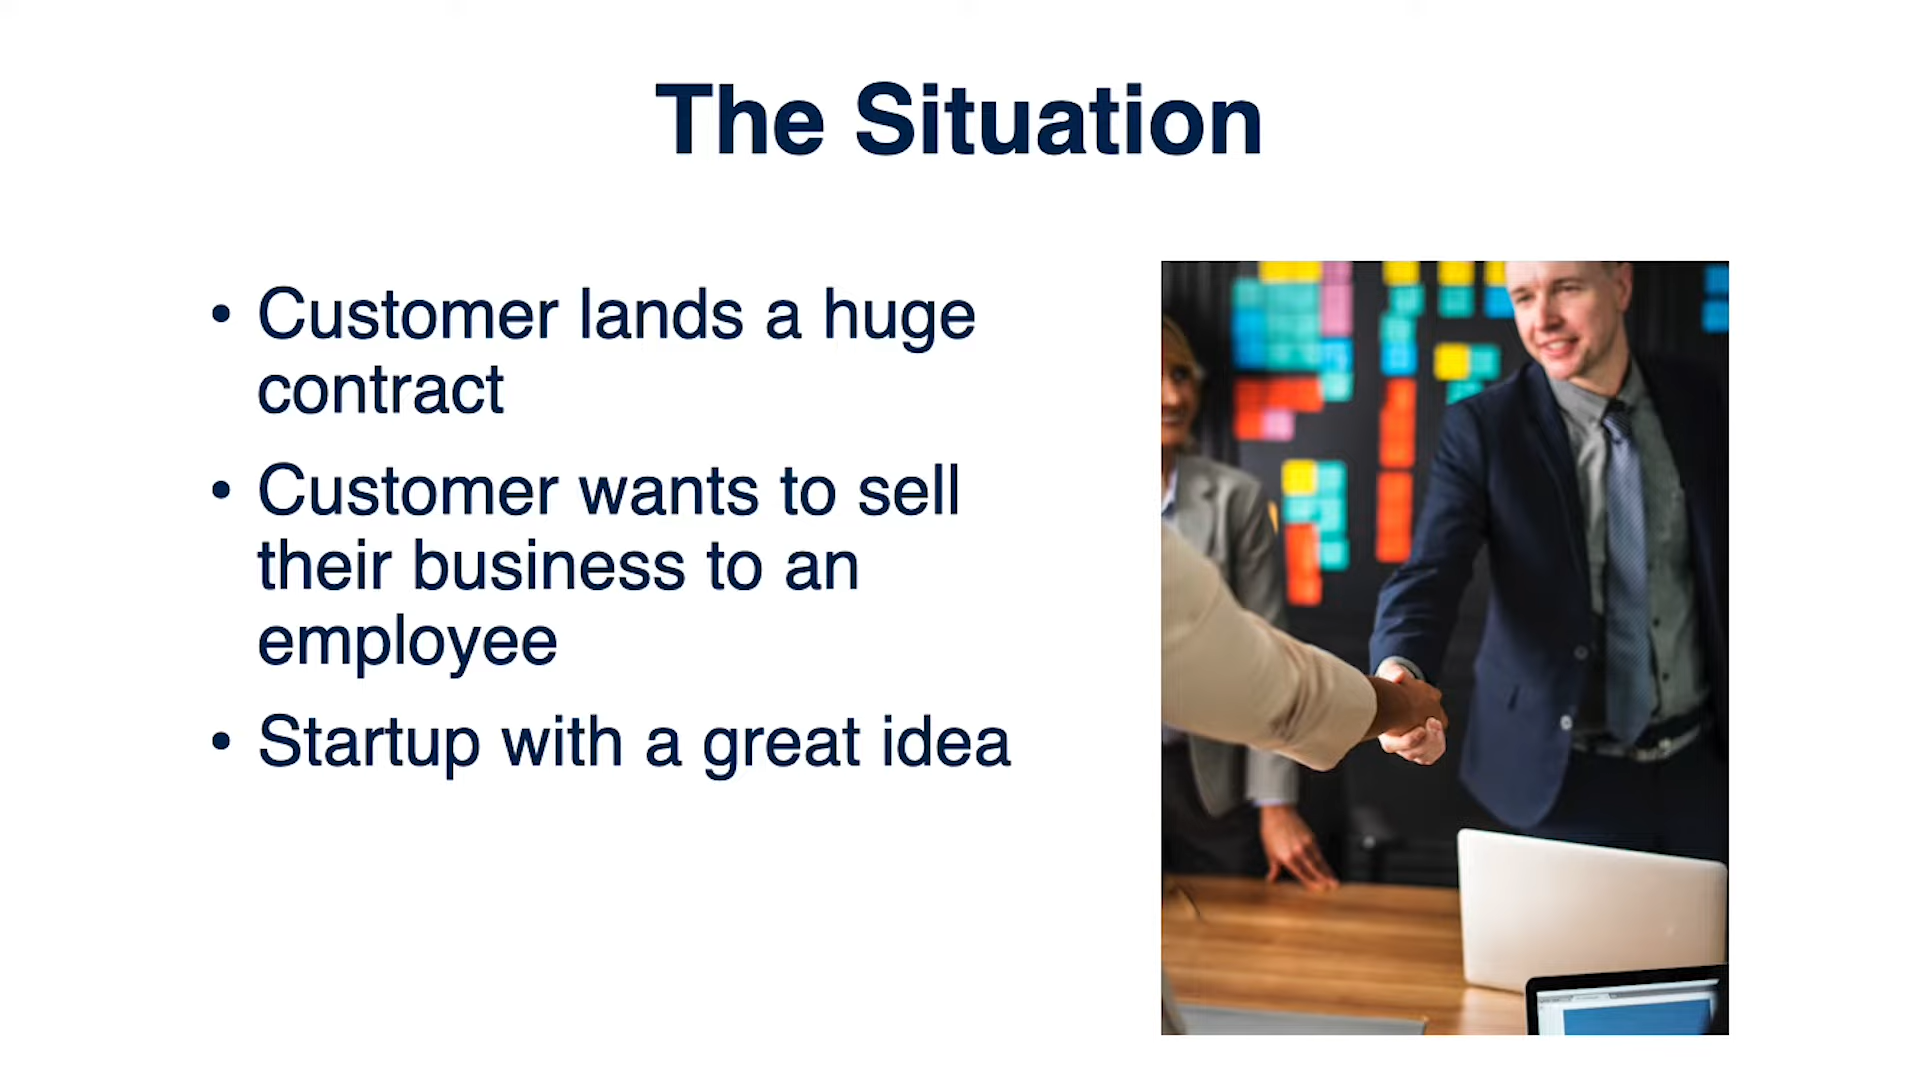 The Situation
• Customer lands a huge
contract
• Customer wants to sell
their business to an
employee
• Startup with a great idea